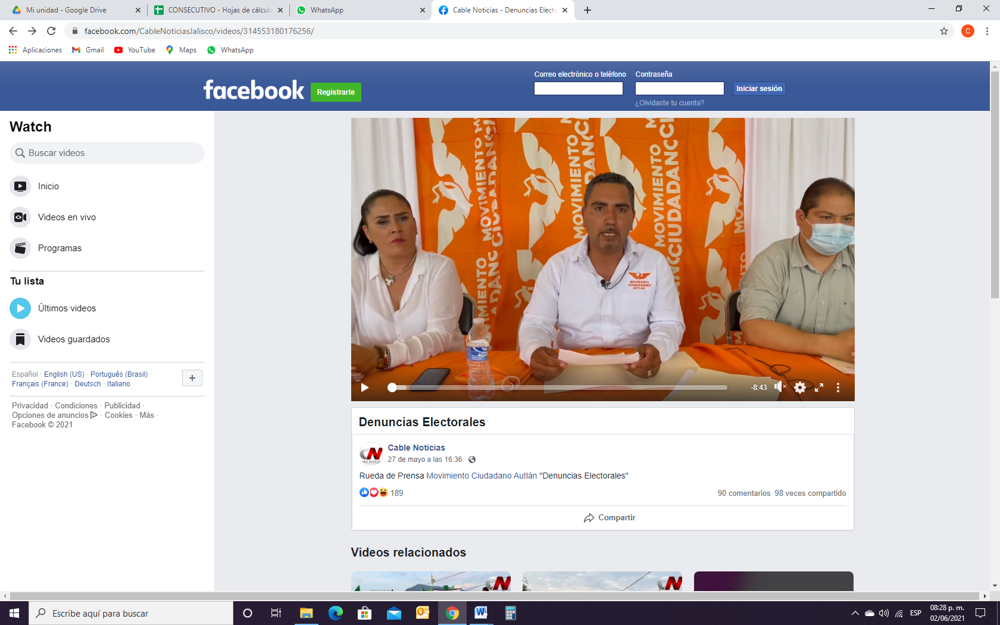 Mi unidad - Google Drive
CONSECUTIVO - Hojas de cálculo
WhatsApp
Cable Noticias - Denuncias Electo
facebook.com/CableNoticiasJalisco/videos/314553180176256/
C
Aplicaciones
Gmail
YouTube
Maps
WhatsApp
facebook
Registrarte
Correo electrónico o teléfono
Contraseña
Iniciar sesión
¿Olvidaste tu cuenta?
Watch
Buscar videos
Inicio
Videos en vivo
Programas
Tu lista
Últimos videos
Videos guardados
Español · English (US) · Português (Brasil) ·
Français (France) · Deutsch · Italiano
Privacidad · Condiciones · Publicidad ·
Opciones de anuncios · Cookies · Más ·
Facebook © 2021
MOVIMIENTO
CIUDADANO
MOVIMIENTO
CIUDADANO
MOVIMIENTO
CIUDADANO
AUTLÁN
AGUA
-8:43
Denuncias Electorales
Cable Noticias
27 de mayo a las 16:36 ·
Rueda de Prensa Movimiento Ciudadano Autlán "Denuncias Electorales"
189
90 comentarios 98 veces compartido
Compartir
Videos relacionados
Escribe aquí para buscar
ESP
08:28 p. m.
02/06/2021